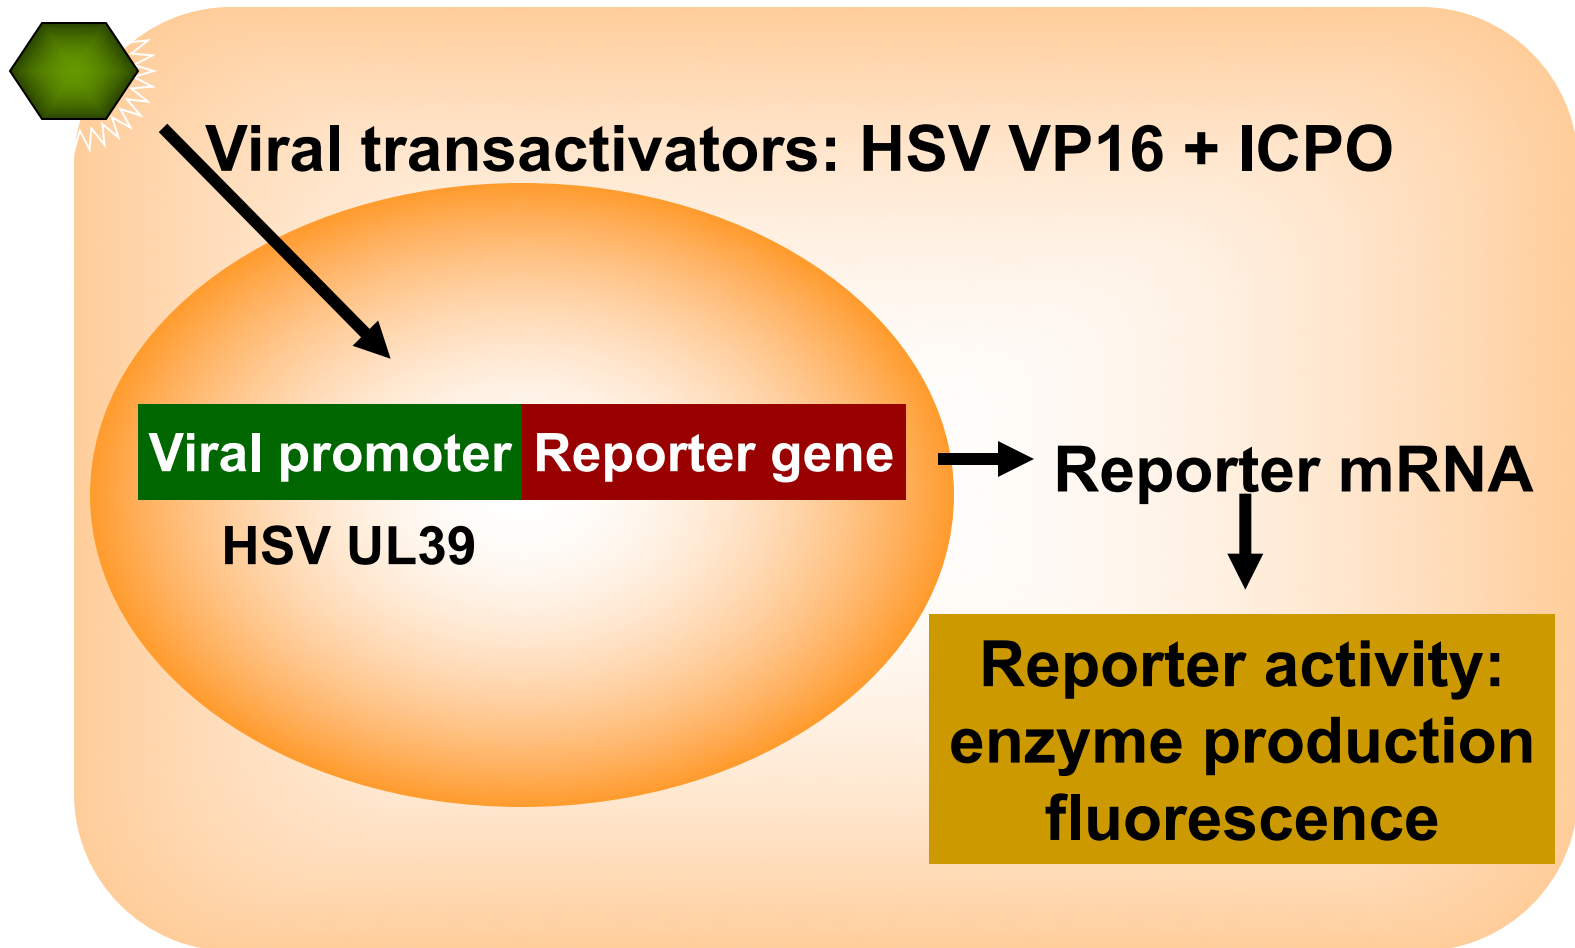 Viral transactivators: HSV VP16 + ICPO
Viral promoter Reporter gene
HSV UL39
Reporter mRNA
Reporter activity:
enzyme production
fluorescence